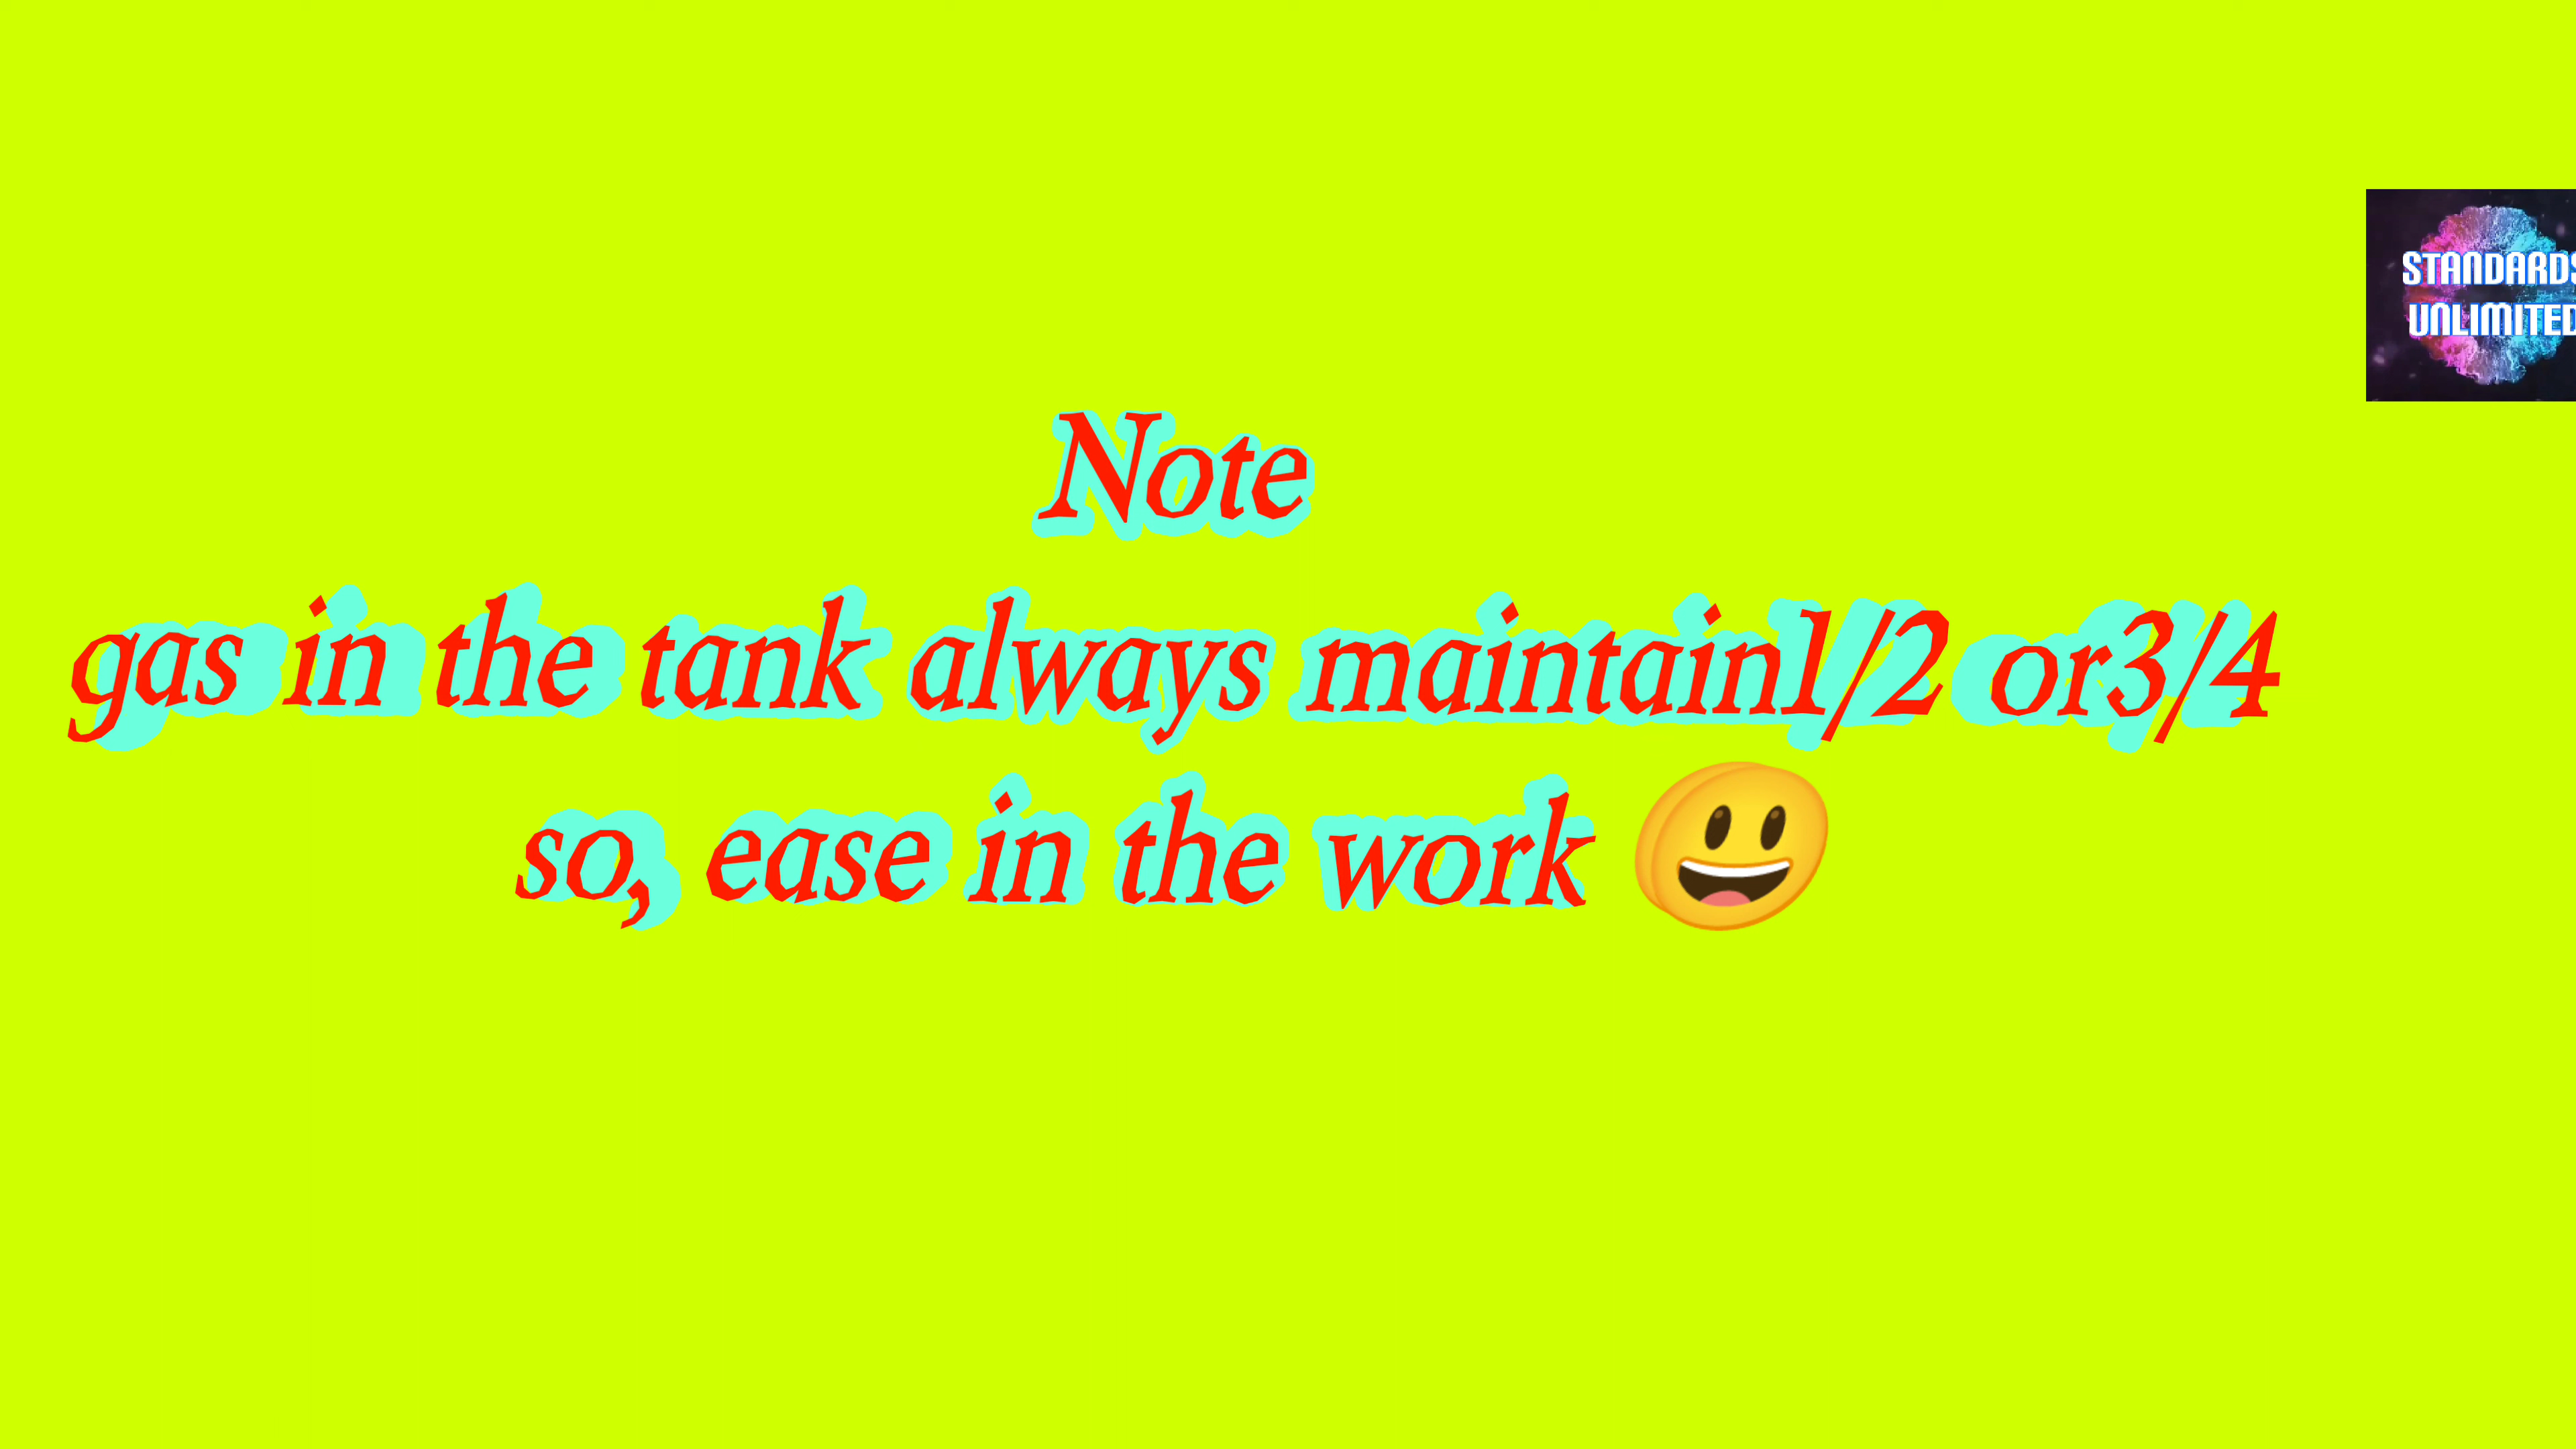 STANDARDS
UNLIMITED
Note
gas in the tank always maintain1/2 or3/4
so, ease in the work 😃